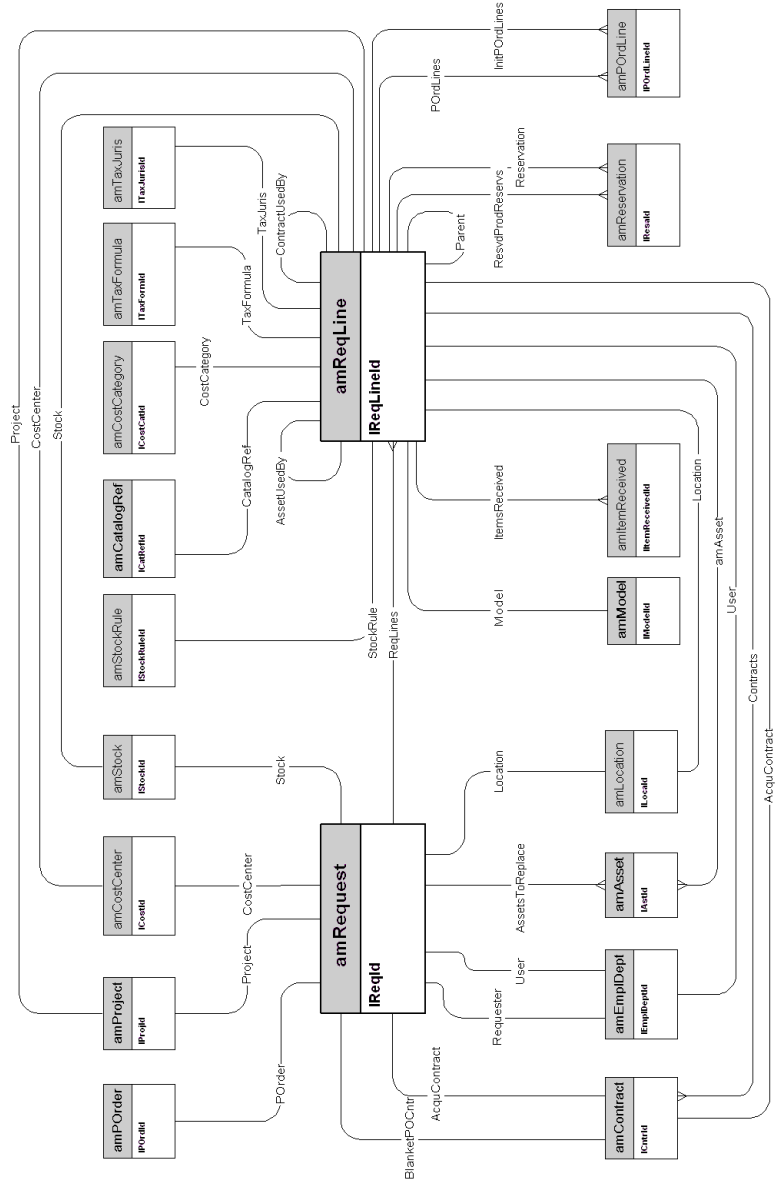 Project
CostCenter
Stock
amPOrder
lPOrdId
amProject
lProjId
amCostCenter
lCostId
amStock
lStockId
amStockRule
lStockRuleId
amCatalogRef
lCatRefId
amCostCategory
lCostCatId
amTaxFormula
lTaxFormId
amTaxJuris
lTaxJurisId
POrder
Project
CostCenter
Stock
CatalogRef
CostCategory
TaxFormula
TaxJuris
AssetUsedBy
ContractUsedBy
amRequest
lReqId
amReqLine
lReqLineId
StockRule
ReqLines
BlanketPOCntr
AcquContract
Requester
User
AssetsToReplace
Location
Model
ItemsReceived
Parent
ResvdProdReservs
Reservation
POrdLines
InitPOrdLines
amContract
lCntrId
amEmplDept
lEmplDeptId
amAsset
lAstId
amLocation
lLocaId
amModel
lModelId
amItemReceived
lItemReceivedId
amReservation
lResaId
amPOrdLine
lPOrdLineId
Location
amAsset
User
Contracts
AcquContract